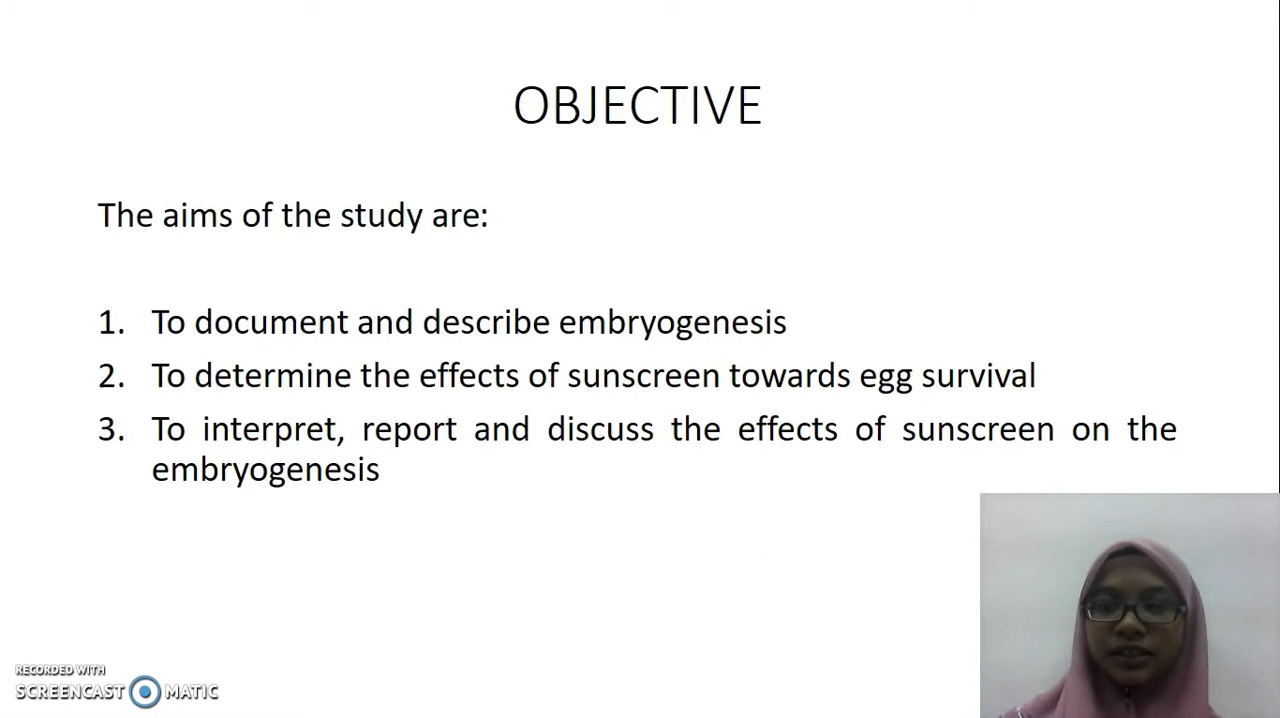 OBJECTIVE
The aims of the study are:
1. To document and describe embryogenesis
2. To determine the effects of sunscreen towards egg survival
3. To interpret, report and discuss the effects of sunscreen on the
embryogenesis
RECORDED WITH
SCREENCAST MATIC